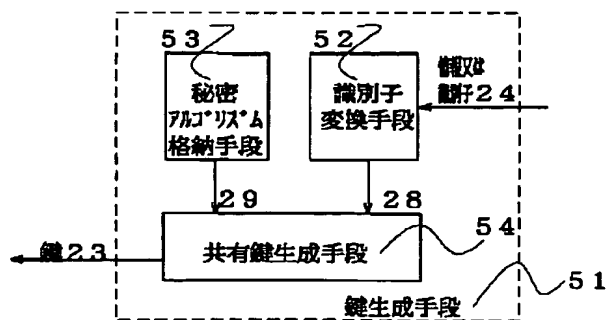 53
52
秘密
アルゴリズム
格納手段
識別子
変換手段
情報又は
識別子24
29
28
共有鍵生成手段
54
鍵23
51
鍵生成手段